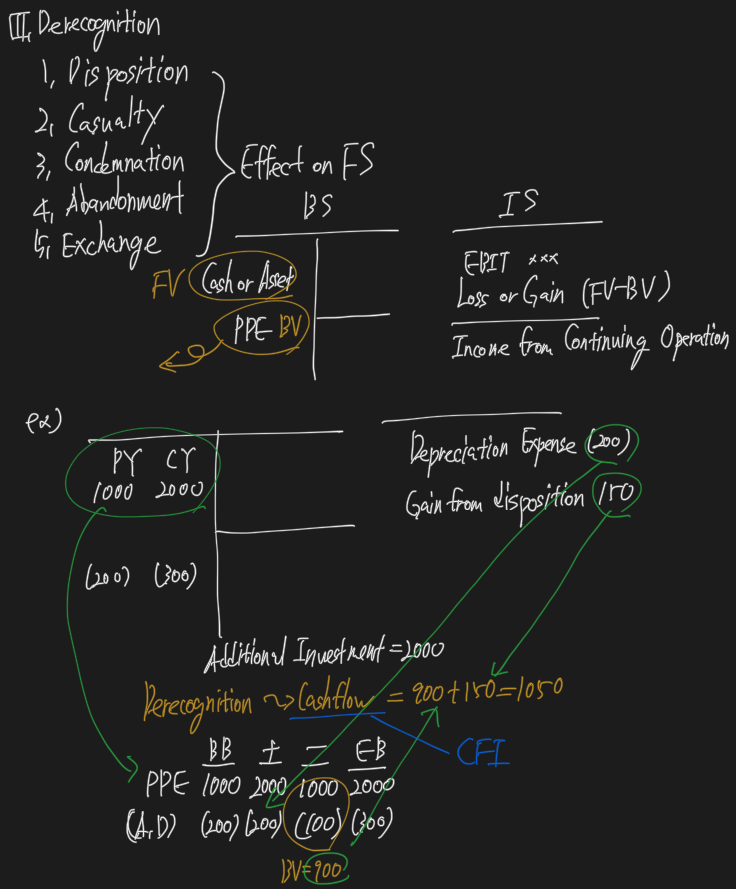 III. Derecognition
1, Disposition
2, Casualty
3, Condemnation
4, Abandonment
5, Exchange
Effect on FS
BS
IS
FV Cash or Asset
PPE BV
EBIT xxx
Loss or Gain (FV-BV)
Income from Continuing Operation
ex)
PY CY
1000 2000
(200) (300)
Depreciation Expense (200)
Gain from disposition 150
Additional Investment = 2000
Derecognition ~> Cashflow = 900+150=1050
CFI
BB + - EB
PPE 1000 2000 1000 2000
(A.D) (200) (200) (100) (300)
BV=900